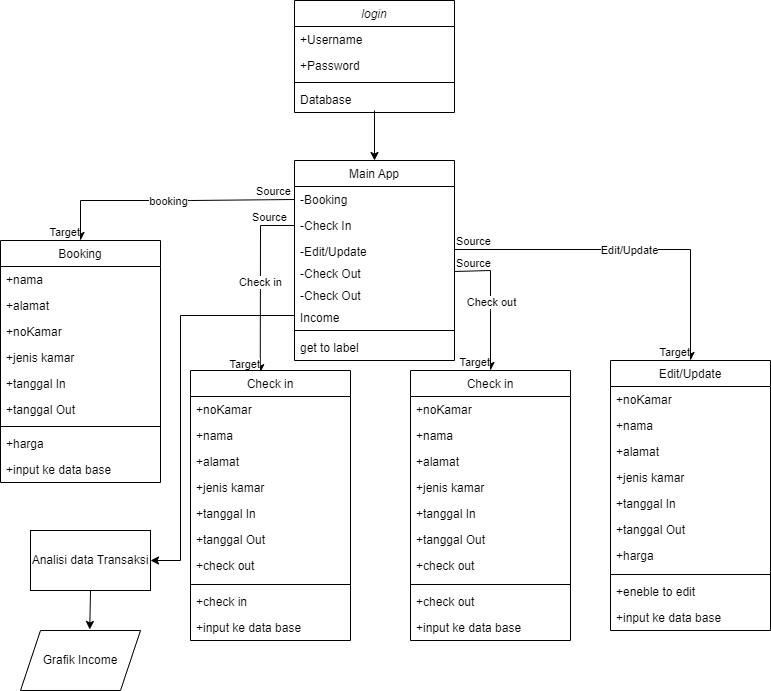 login
+Username
+Password
Database
Main App
-Booking
-Check In
-Edit/Update
-Check Out
-Check Out
Income
get to label
Source
booking
Target
Source
Check in
Target
Source
Edit/Update
Target
Source
Check out
Target
Booking
+nama
+alamat
+noKamar
+jenis kamar
+tanggal In
+tanggal Out
+harga
+input ke data base
Check in
+noKamar
+nama
+alamat
+jenis kamar
+tanggal In
+tanggal Out
+check out
+check in
+input ke data base
Check in
+noKamar
+nama
+alamat
+jenis kamar
+tanggal In
+tanggal Out
+check out
+check out
+input ke data base
Edit/Update
+noKamar
+nama
+alamat
+jenis kamar
+tanggal In
+tanggal Out
+harga
+eneble to edit
+input ke data base
Analisi data Transaksi
Grafik Income